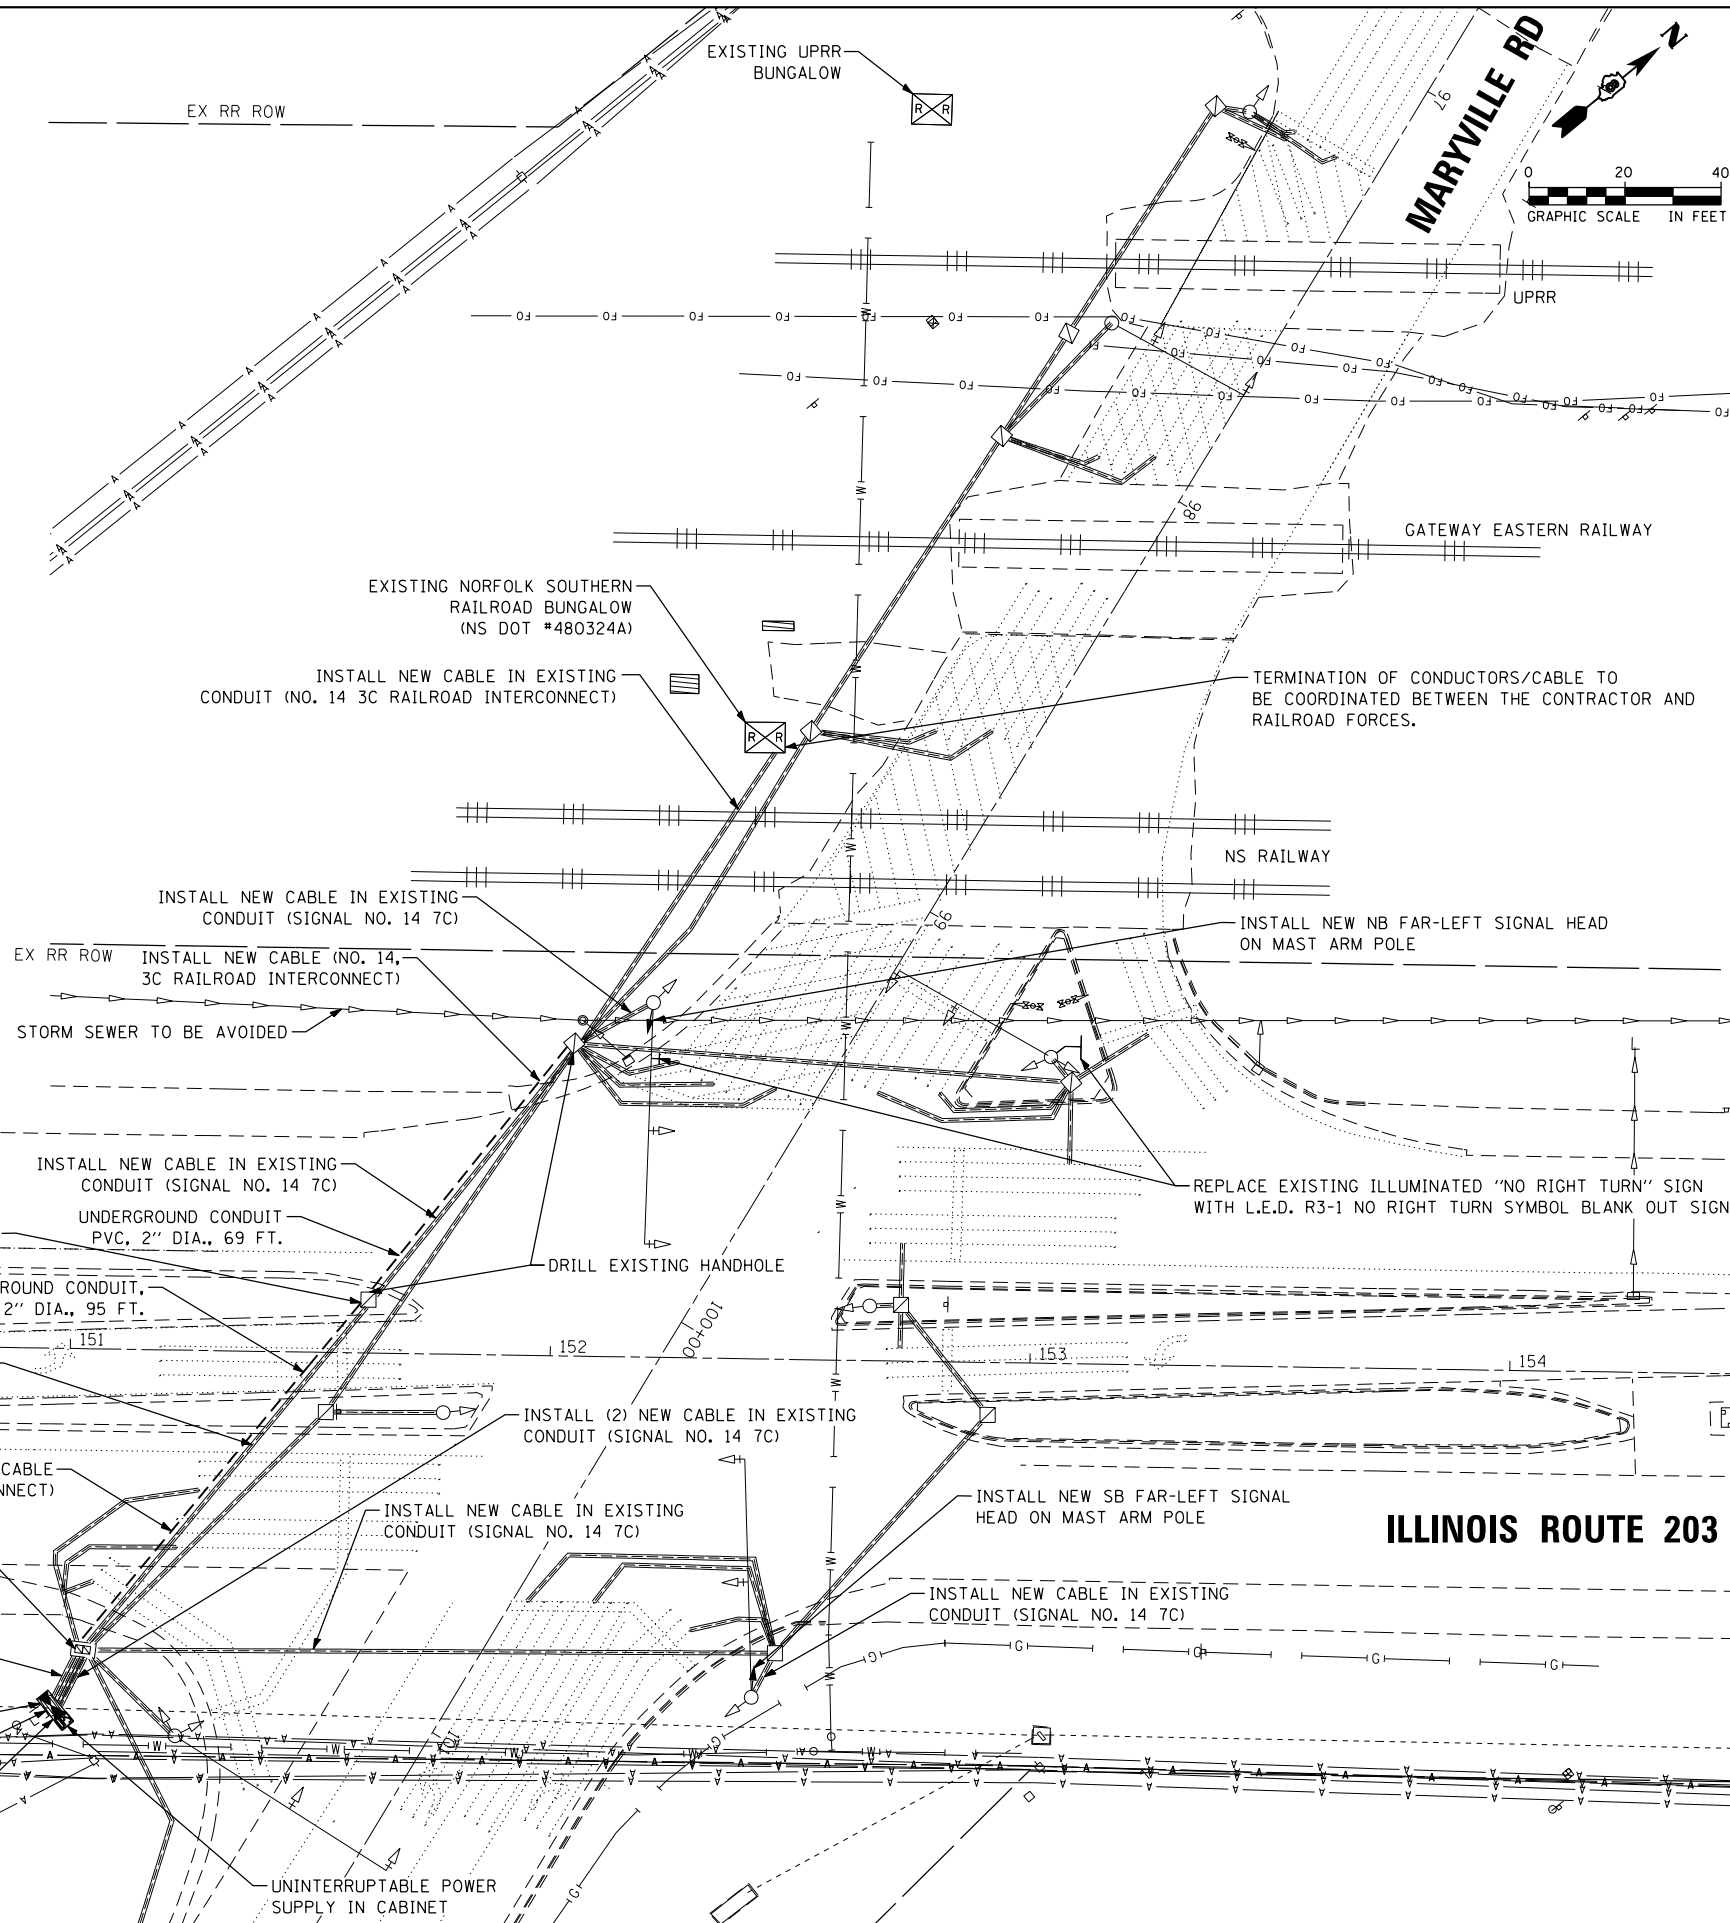 EXISTING UPRR
BUNGALOW
EX RR ROW
R R
MARYVILLE RD
N
97
0 20 40
GRAPHIC SCALE IN FEET
UPRR
98
GATEWAY EASTERN RAILWAY
EXISTING NORFOLK SOUTHERN
RAILROAD BUNGALOW
(NS DOT #480324A)
INSTALL NEW CABLE IN EXISTING
CONDUIT (NO. 14 3C RAILROAD INTERCONNECT)
R R
TERMINATION OF CONDUCTORS/CABLE TO
BE COORDINATED BETWEEN THE CONTRACTOR AND
RAILROAD FORCES.
NS RAILWAY
INSTALL NEW CABLE IN EXISTING
CONDUIT (SIGNAL NO. 14 7C)
99
INSTALL NEW NB FAR-LEFT SIGNAL HEAD
ON MAST ARM POLE
EX RR ROW
INSTALL NEW CABLE (NO. 14,
3C RAILROAD INTERCONNECT)
STORM SEWER TO BE AVOIDED
INSTALL NEW CABLE IN EXISTING
CONDUIT (SIGNAL NO. 14 7C)
REPLACE EXISTING ILLUMINATED "NO RIGHT TURN" SIGN
WITH L.E.D. R3-1 NO RIGHT TURN SYMBOL BLANK OUT SIGN
UNDERGROUND CONDUIT
PVC, 2" DIA., 69 FT.
DRILL EXISTING HANDHOLE
ROUND CONDUIT,
2" DIA., 95 FT.
100+00
151
152
153
154
INSTALL (2) NEW CABLE IN EXISTING
CONDUIT (SIGNAL NO. 14 7C)
CABLE
NNECT)
INSTALL NEW CABLE IN EXISTING
CONDUIT (SIGNAL NO. 14 7C)
INSTALL NEW SB FAR-LEFT SIGNAL
HEAD ON MAST ARM POLE
ILLINOIS ROUTE 203
INSTALL NEW CABLE IN EXISTING
CONDUIT (SIGNAL NO. 14 7C)
101
UNINTERRUPTABLE POWER
SUPPLY IN CABINET